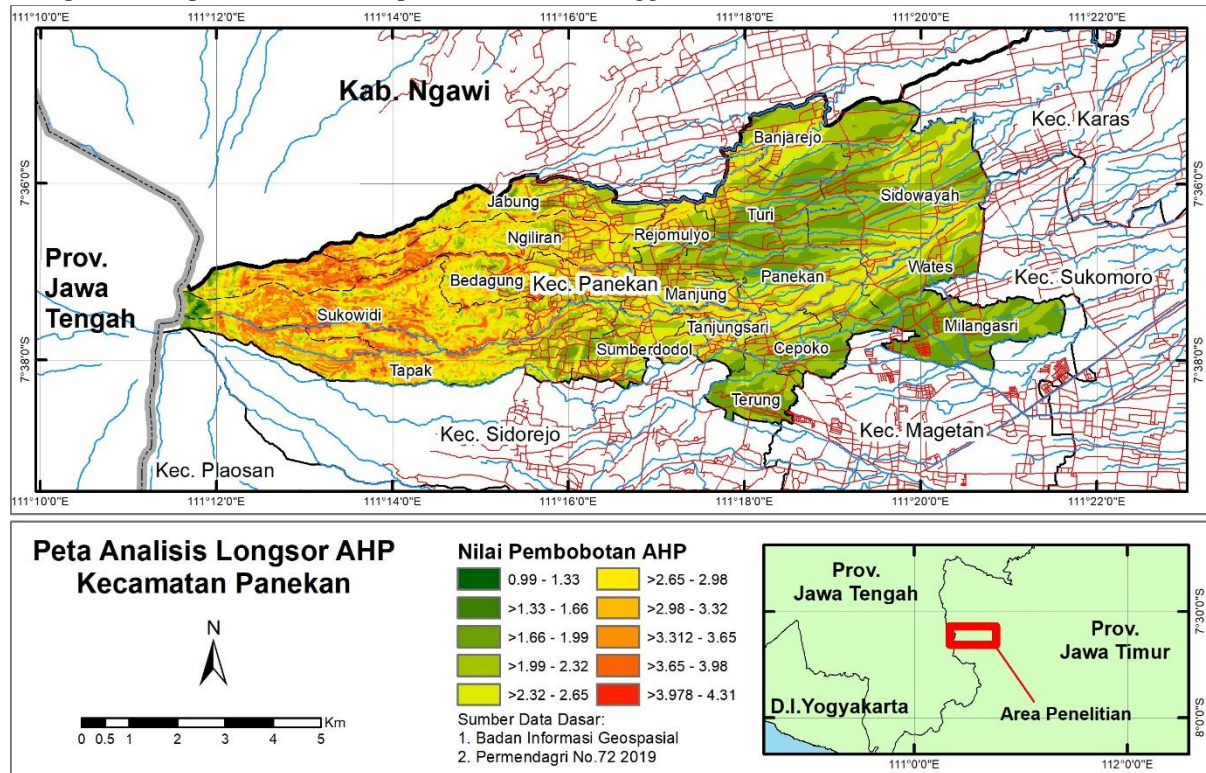 111°10'0"E 111°12'0"E 111°14'0"E 111°16'0"E 111°18'0"E 111°20'0"E 111°22'0"E
Kab. Ngawi
Kec. Karas
Banjarejo
7°36'0"S 7°36'0"S
Jabung
Sidowayah
Turi
Ngiliran
Rejomulyo
Prov.
Jawa
Tengah
Wates
Kec. Sukomoro
Bedagung
Kec. Panekan
Panekan
Manjung
Sukowidi
Tanjungsari
Milangasri
Sumberdodol
Cepoko
7°38'0"S 7°38'0"S
Tapak
Terung
Kec. Sidorejo
Kec. Magetan
Kec. Plaosan
111°10'0"E 111°12'0"E 111°14'0"E 111°16'0"E 111°18'0"E 111°20'0"E 111°22'0"E
Peta Analisis Longsor AHP
Kecamatan Panekan
N
0 0.5 1 2 3 4 5
Km
Nilai Pembobotan AHP
0.99 - 1.33
>1.33 - 1.66
>1.66 - 1.99
>1.99 - 2.32
>2.32 - 2.65
>2.65 - 2.98
>2.98 - 3.32
>3.312 - 3.65
>3.65 - 3.98
>3.978 - 4.31
Sumber Data Dasar:
1. Badan Informasi Geospasial
2. Permendagri No.72 2019
Prov.
Jawa Tengah
7°30'0"S
Prov.
Jawa Timur
D.I.Yogyakarta
Area Penelitian
8°0'0"S
111°0'0"E 112°0'0"E